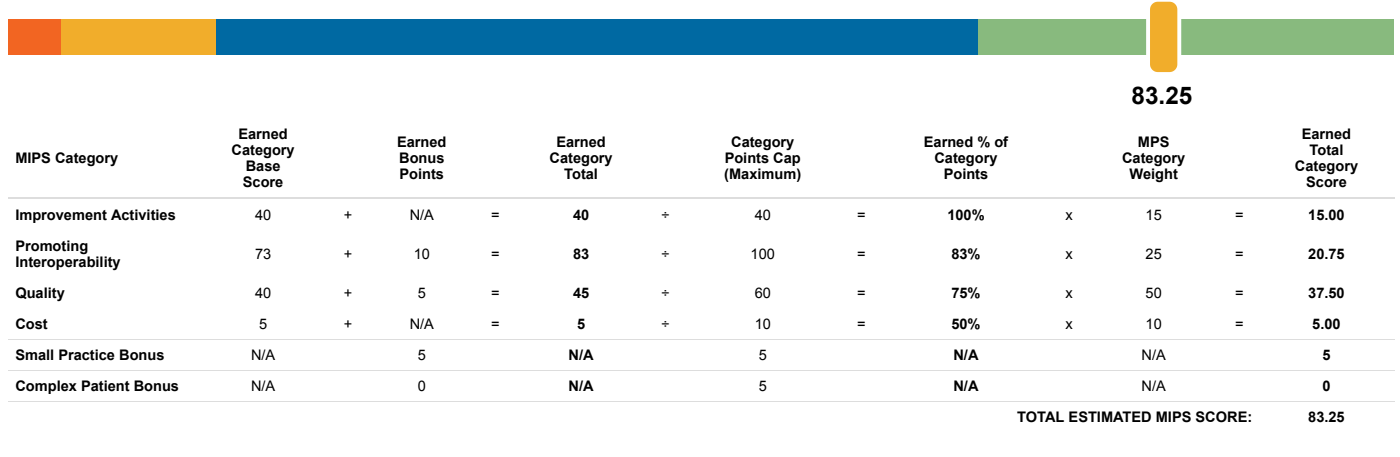 83.25
MIPS Category Earned Category Base Score Earned Bonus Points Earned Category Total Category Points Cap (Maximum) Earned % of Category Points MPS Category Weight Earned Total Category Score
Improvement Activities 40 + N/A = 40 ÷ 40 = 100% x 15 = 15.00
Promoting Interoperability 73 + 10 = 83 ÷ 100 = 83% x 25 = 20.75
Quality 40 + 5 = 45 ÷ 60 = 75% x 50 = 37.50
Cost 5 + N/A = 5 ÷ 10 = 50% x 10 = 5.00
Small Practice Bonus N/A 5 N/A 5 N/A N/A 5
Complex Patient Bonus N/A 0 N/A 5 N/A N/A 0
TOTAL ESTIMATED MIPS SCORE: 83.25